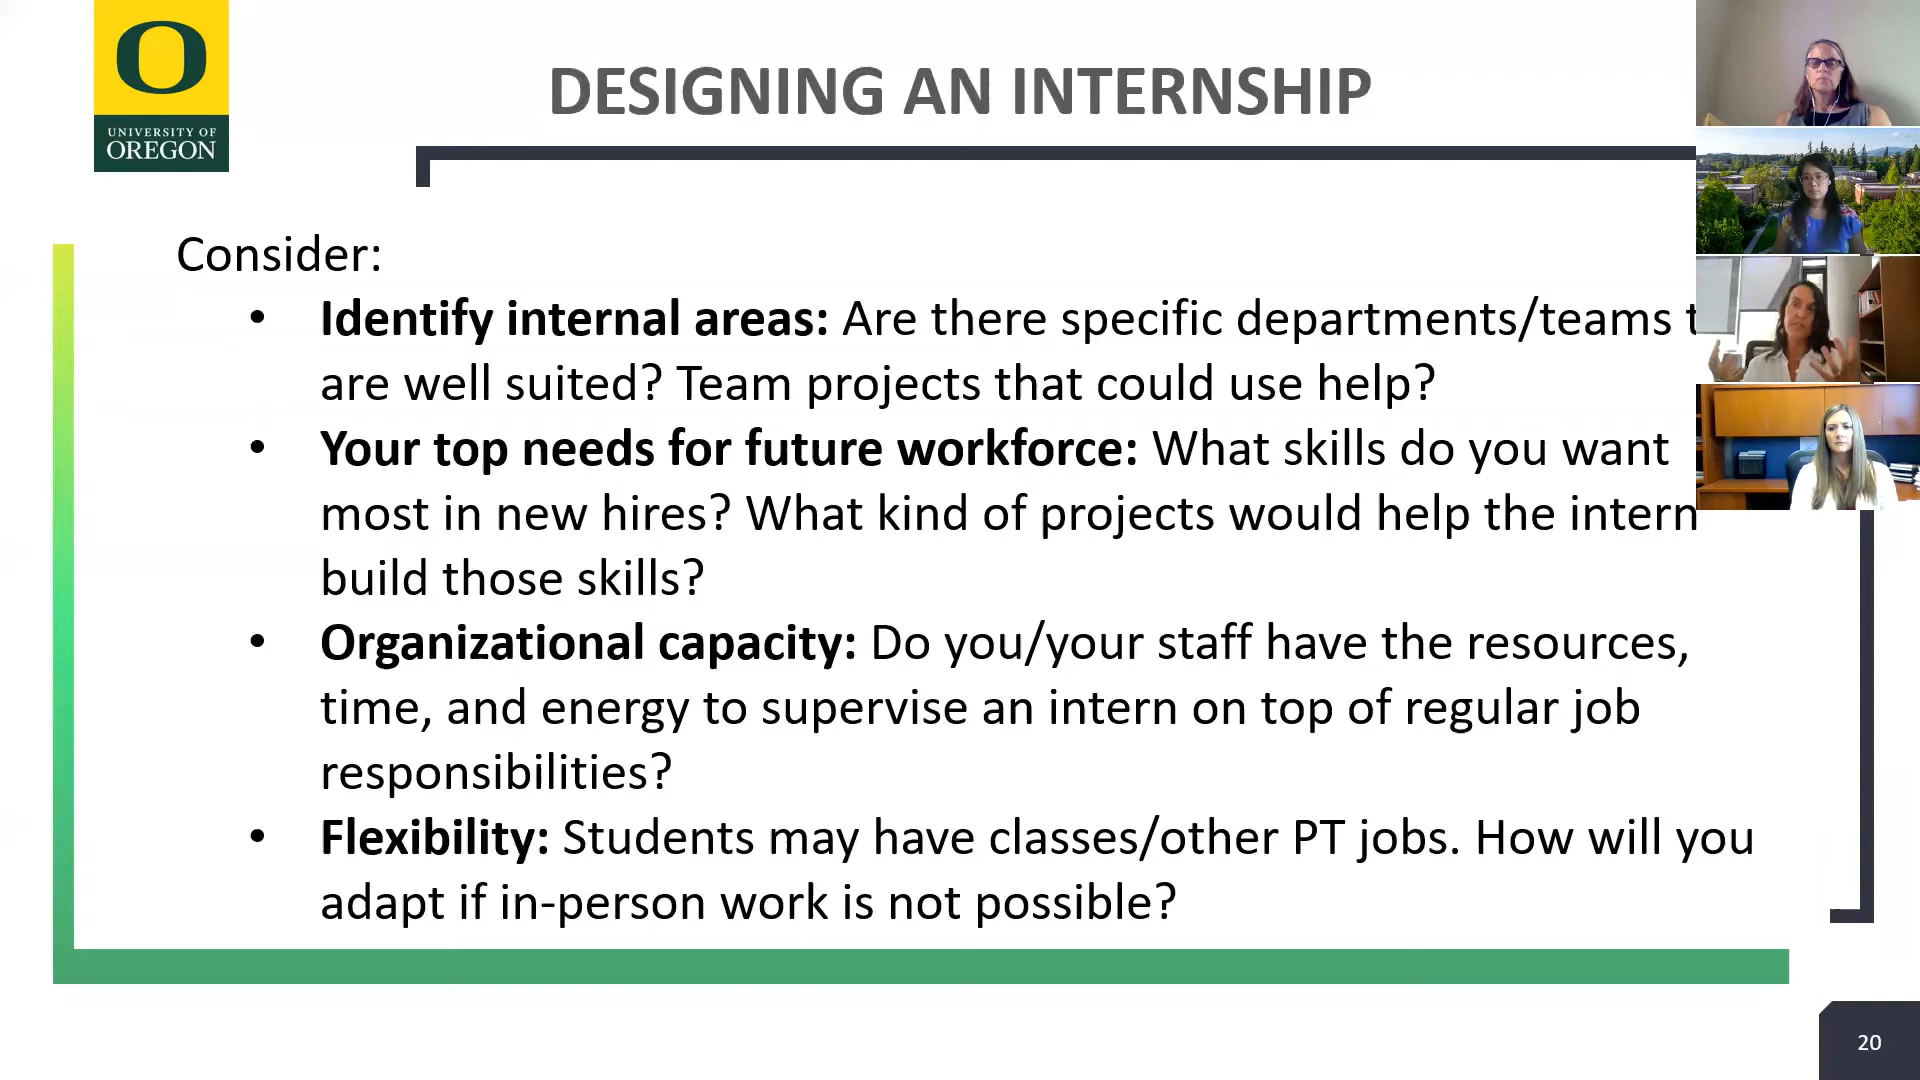 UNIVERSITY OF
OREGON
DESIGNING AN INTERNSHIP
Consider:
• Identify internal areas: Are there specific departments/teams
are well suited? Team projects that could use help?
• Your top needs for future workforce: What skills do you want
most in new hires? What kind of projects would help the intern
build those skills?
• Organizational capacity: Do you/your staff have the resources,
time, and energy to supervise an intern on top of regular job
responsibilities?
• Flexibility: Students may have classes/other PT jobs. How will you
adapt if in-person work is not possible?
20